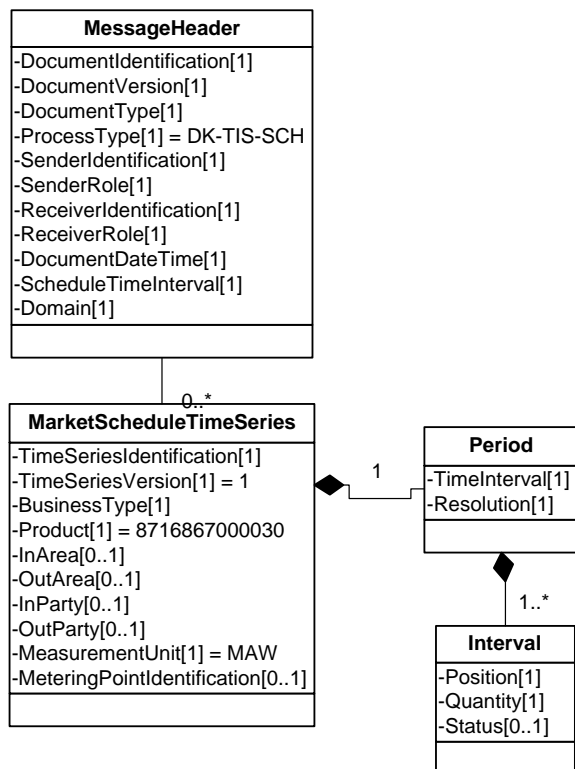 MessageHeader
-DocumentIdentification[1]
-DocumentVersion[1]
-DocumentType[1]
-ProcessType[1] = DK-TIS-SCH
-SenderIdentification[1]
-SenderRole[1]
-ReceiverIdentification[1]
-ReceiverRole[1]
-DocumentDateTime[1]
-ScheduleTimeInterval[1]
-Domain[1]
0..*
MarketScheduleTimeSeries
-TimeSeriesIdentification[1]
-TimeSeriesVersion[1] = 1
-BusinessType[1]
-Product[1] = 8716867000030
-InArea[0..1]
-OutArea[0..1]
-InParty[0..1]
-OutParty[0..1]
-MeasurementUnit[1] = MAW
-MeteringPointIdentification[0..1]
1
Period
-TimeInterval[1]
-Resolution[1]
1..*
Interval
-Position[1]
-Quantity[1]
-Status[0..1]